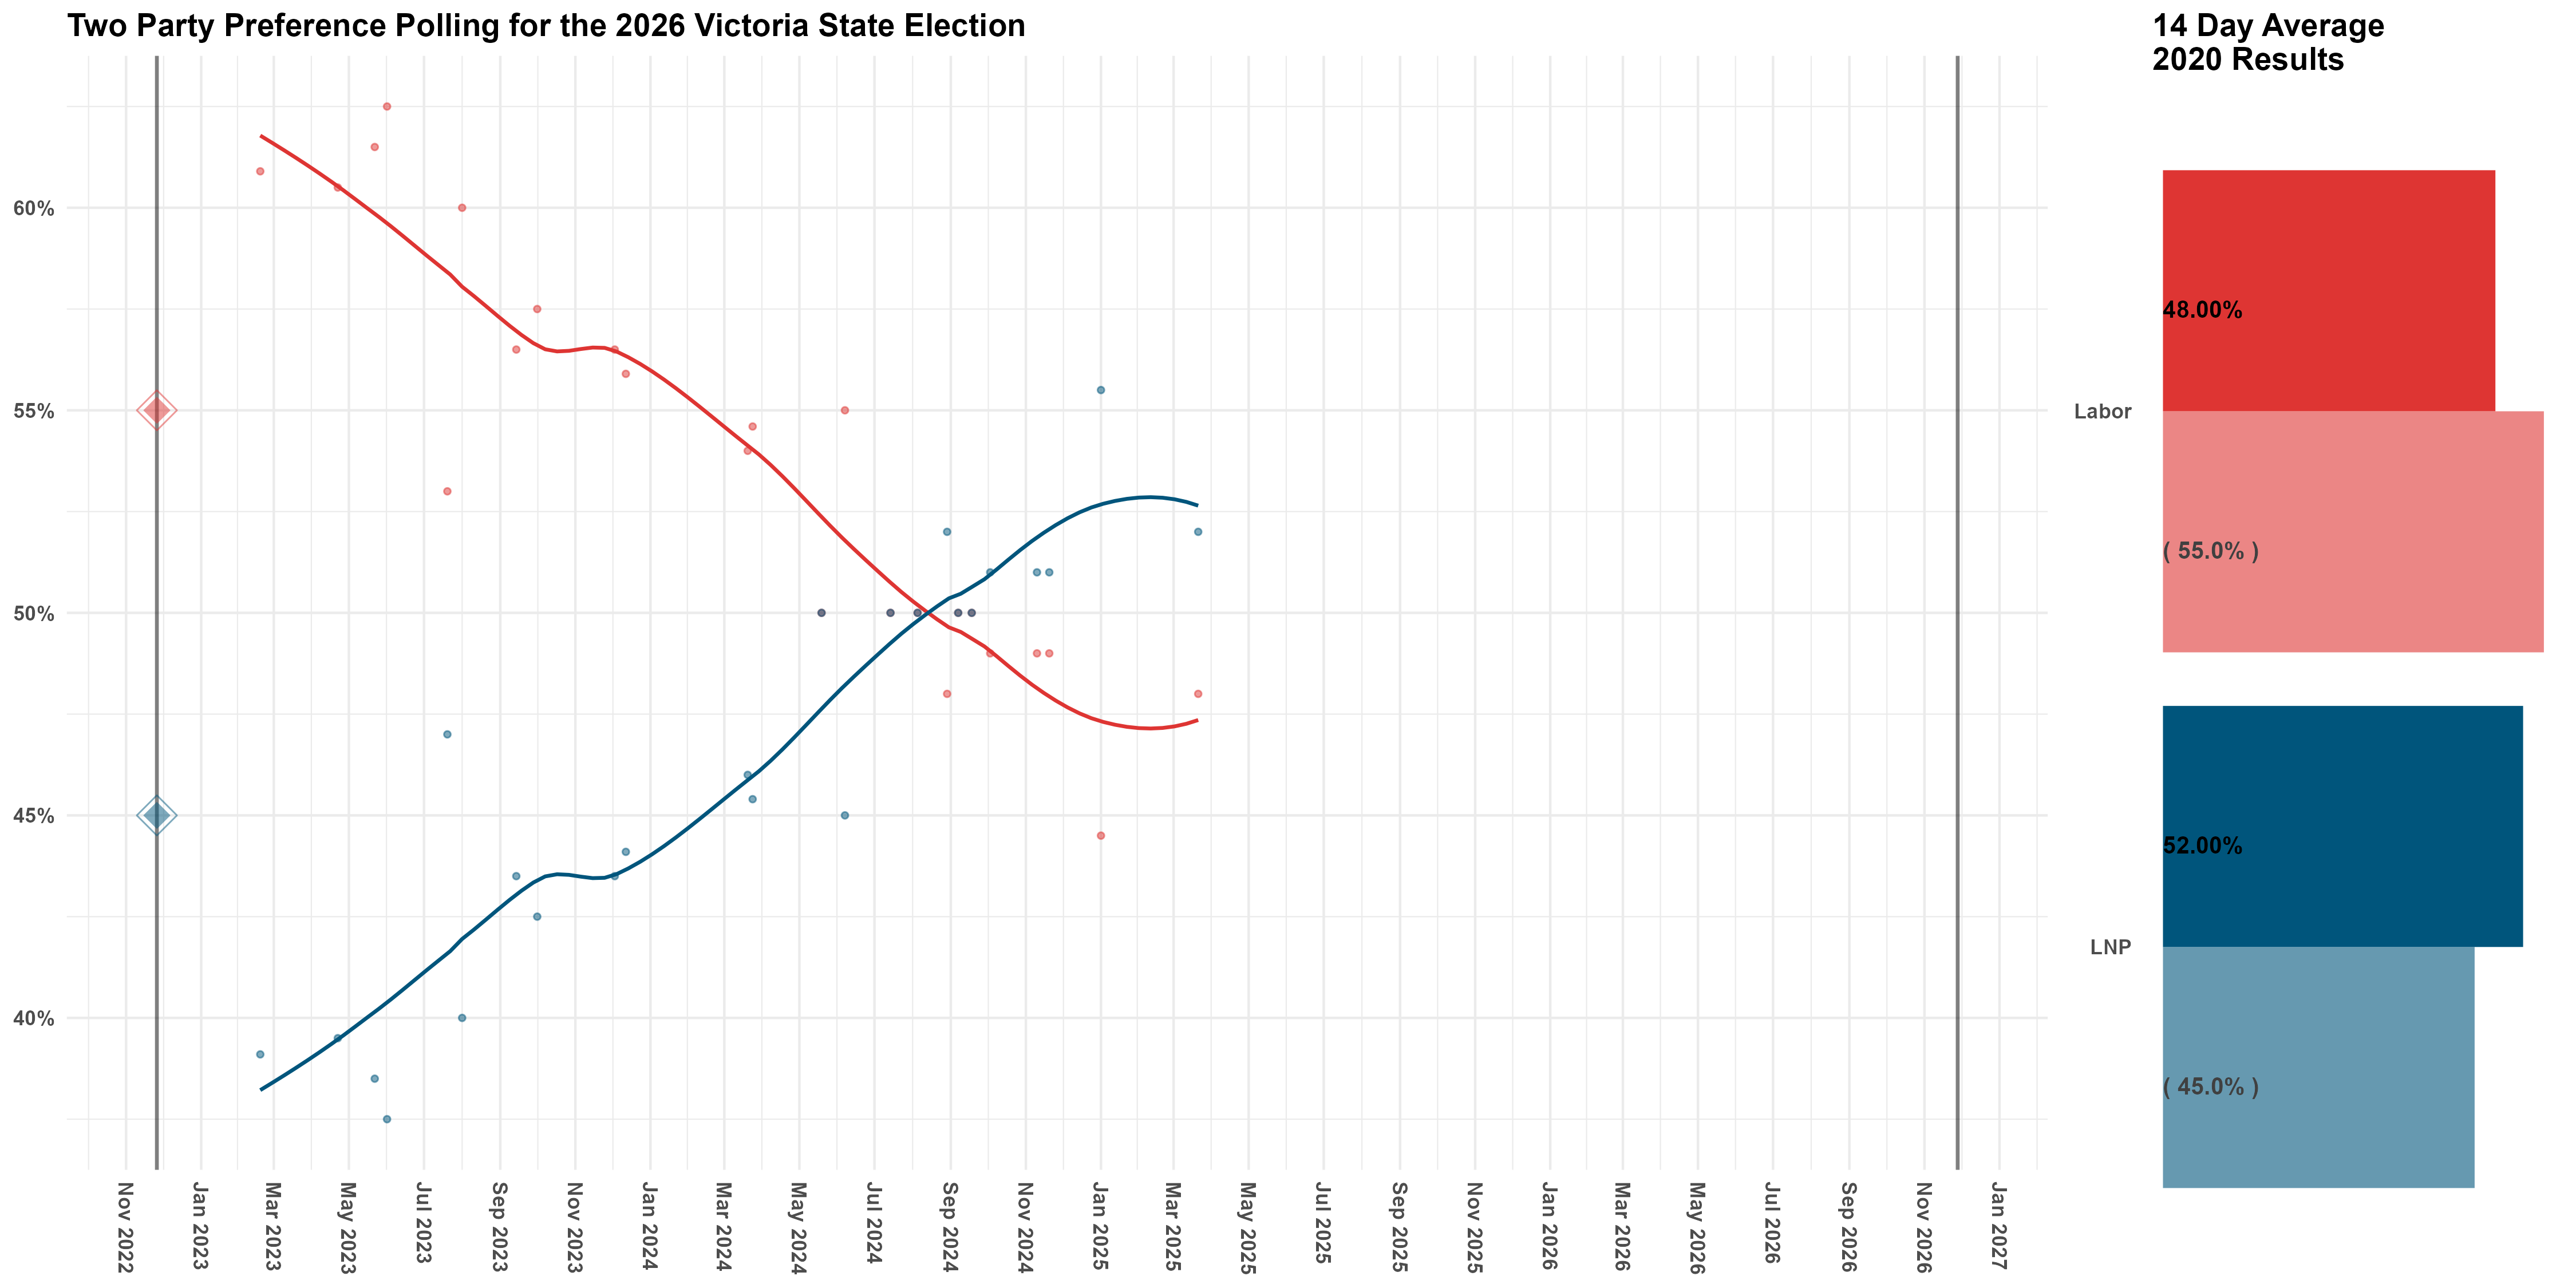 Two Party Preference Polling for the 2026 Victoria State Election
60%
55%
50%
45%
40%
Nov 2022
Jan 2023
Mar 2023
May 2023
Jul 2023
Sep 2023
Nov 2023
Jan 2024
Mar 2024
May 2024
Jul 2024
Sep 2024
Nov 2024
Jan 2025
Mar 2025
May 2025
Jul 2025
Sep 2025
Nov 2025
Jan 2026
Mar 2026
May 2026
Jul 2026
Sep 2026
Nov 2026
Jan 2027
14 Day Average
2020 Results
Labor
48.00%
( 55.0% )
LNP
52.00%
( 45.0% )